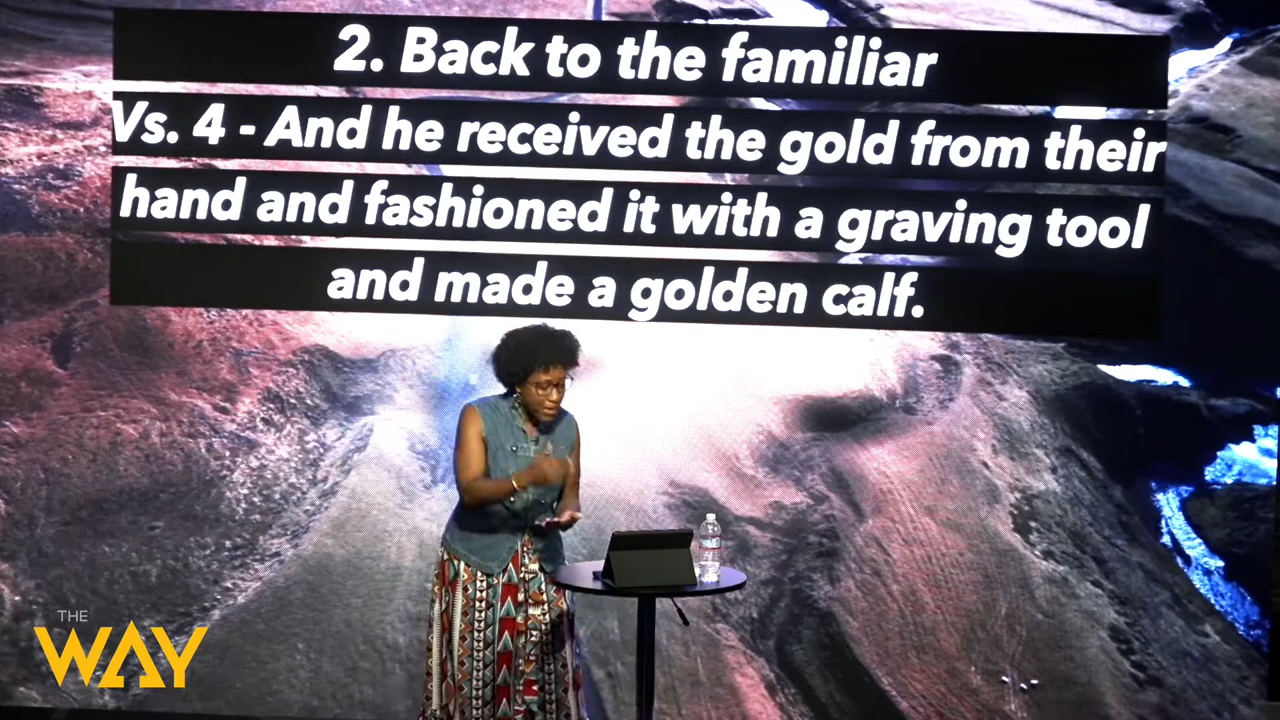 2. Back to the familiar
Vs. 4 - And he received the gold from their
hand and fashioned it with a graving tool
and made a golden calf.
THE
WAY